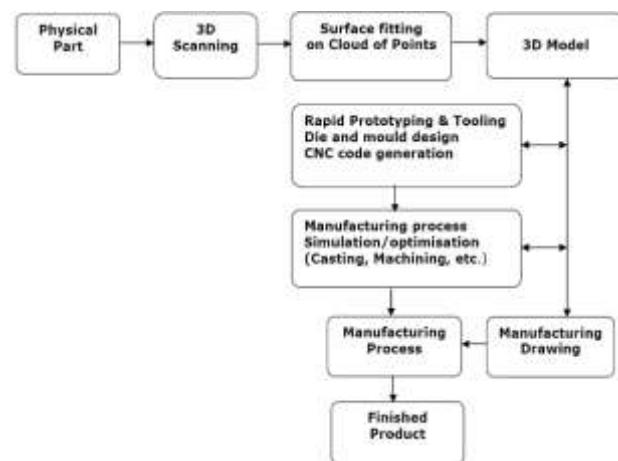 Physical
Part
3D
Scanning
Surface fitting
on Cloud of Points
3D Model
Rapid Prototyping & Tooling
Die and mould design
CNC code generation
Manufacturing process
Simulation/optimisation
(Casting, Machining, etc.)
Manufacturing
Process
Manufacturing
Drawing
Finished
Product